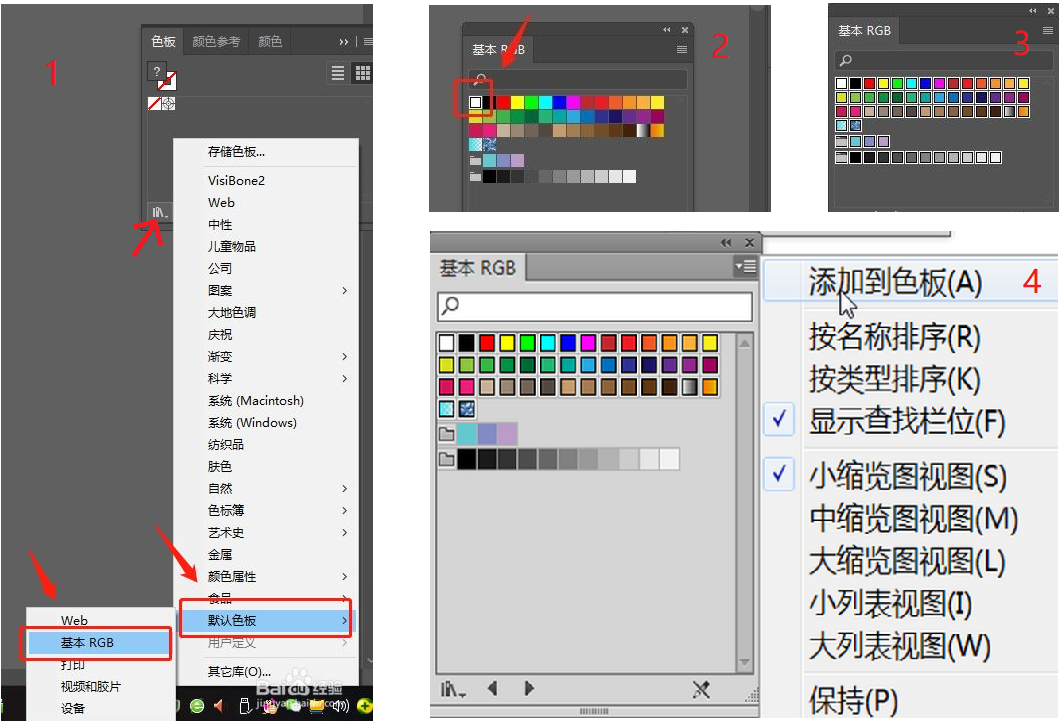 1
色板
颜色参考
颜色
?
存储色板...
VisiBone2
Web
中性
儿童物品
公司
图案
大地色调
庆祝
渐变
科学
系统 (Macintosh)
系统 (Windows)
纺织品
肤色
自然
色标簿
艺术史
金属
颜色属性
食品
默认色板
用户定义
其它库(O)...
Web
基本 RGB
打印
视频和胶片
设备
Baidu 经验
jingyan.baidu.com
2
基本 RGB
3
基本 RGB
基本 RGB
4
添加到色板(A)
按名称排序(R)
按类型排序(K)
显示查找栏位(F)
小缩览图视图(S)
中缩览图视图(M)
大缩览图视图(L)
小列表视图(I)
大列表视图(W)
保持(P)